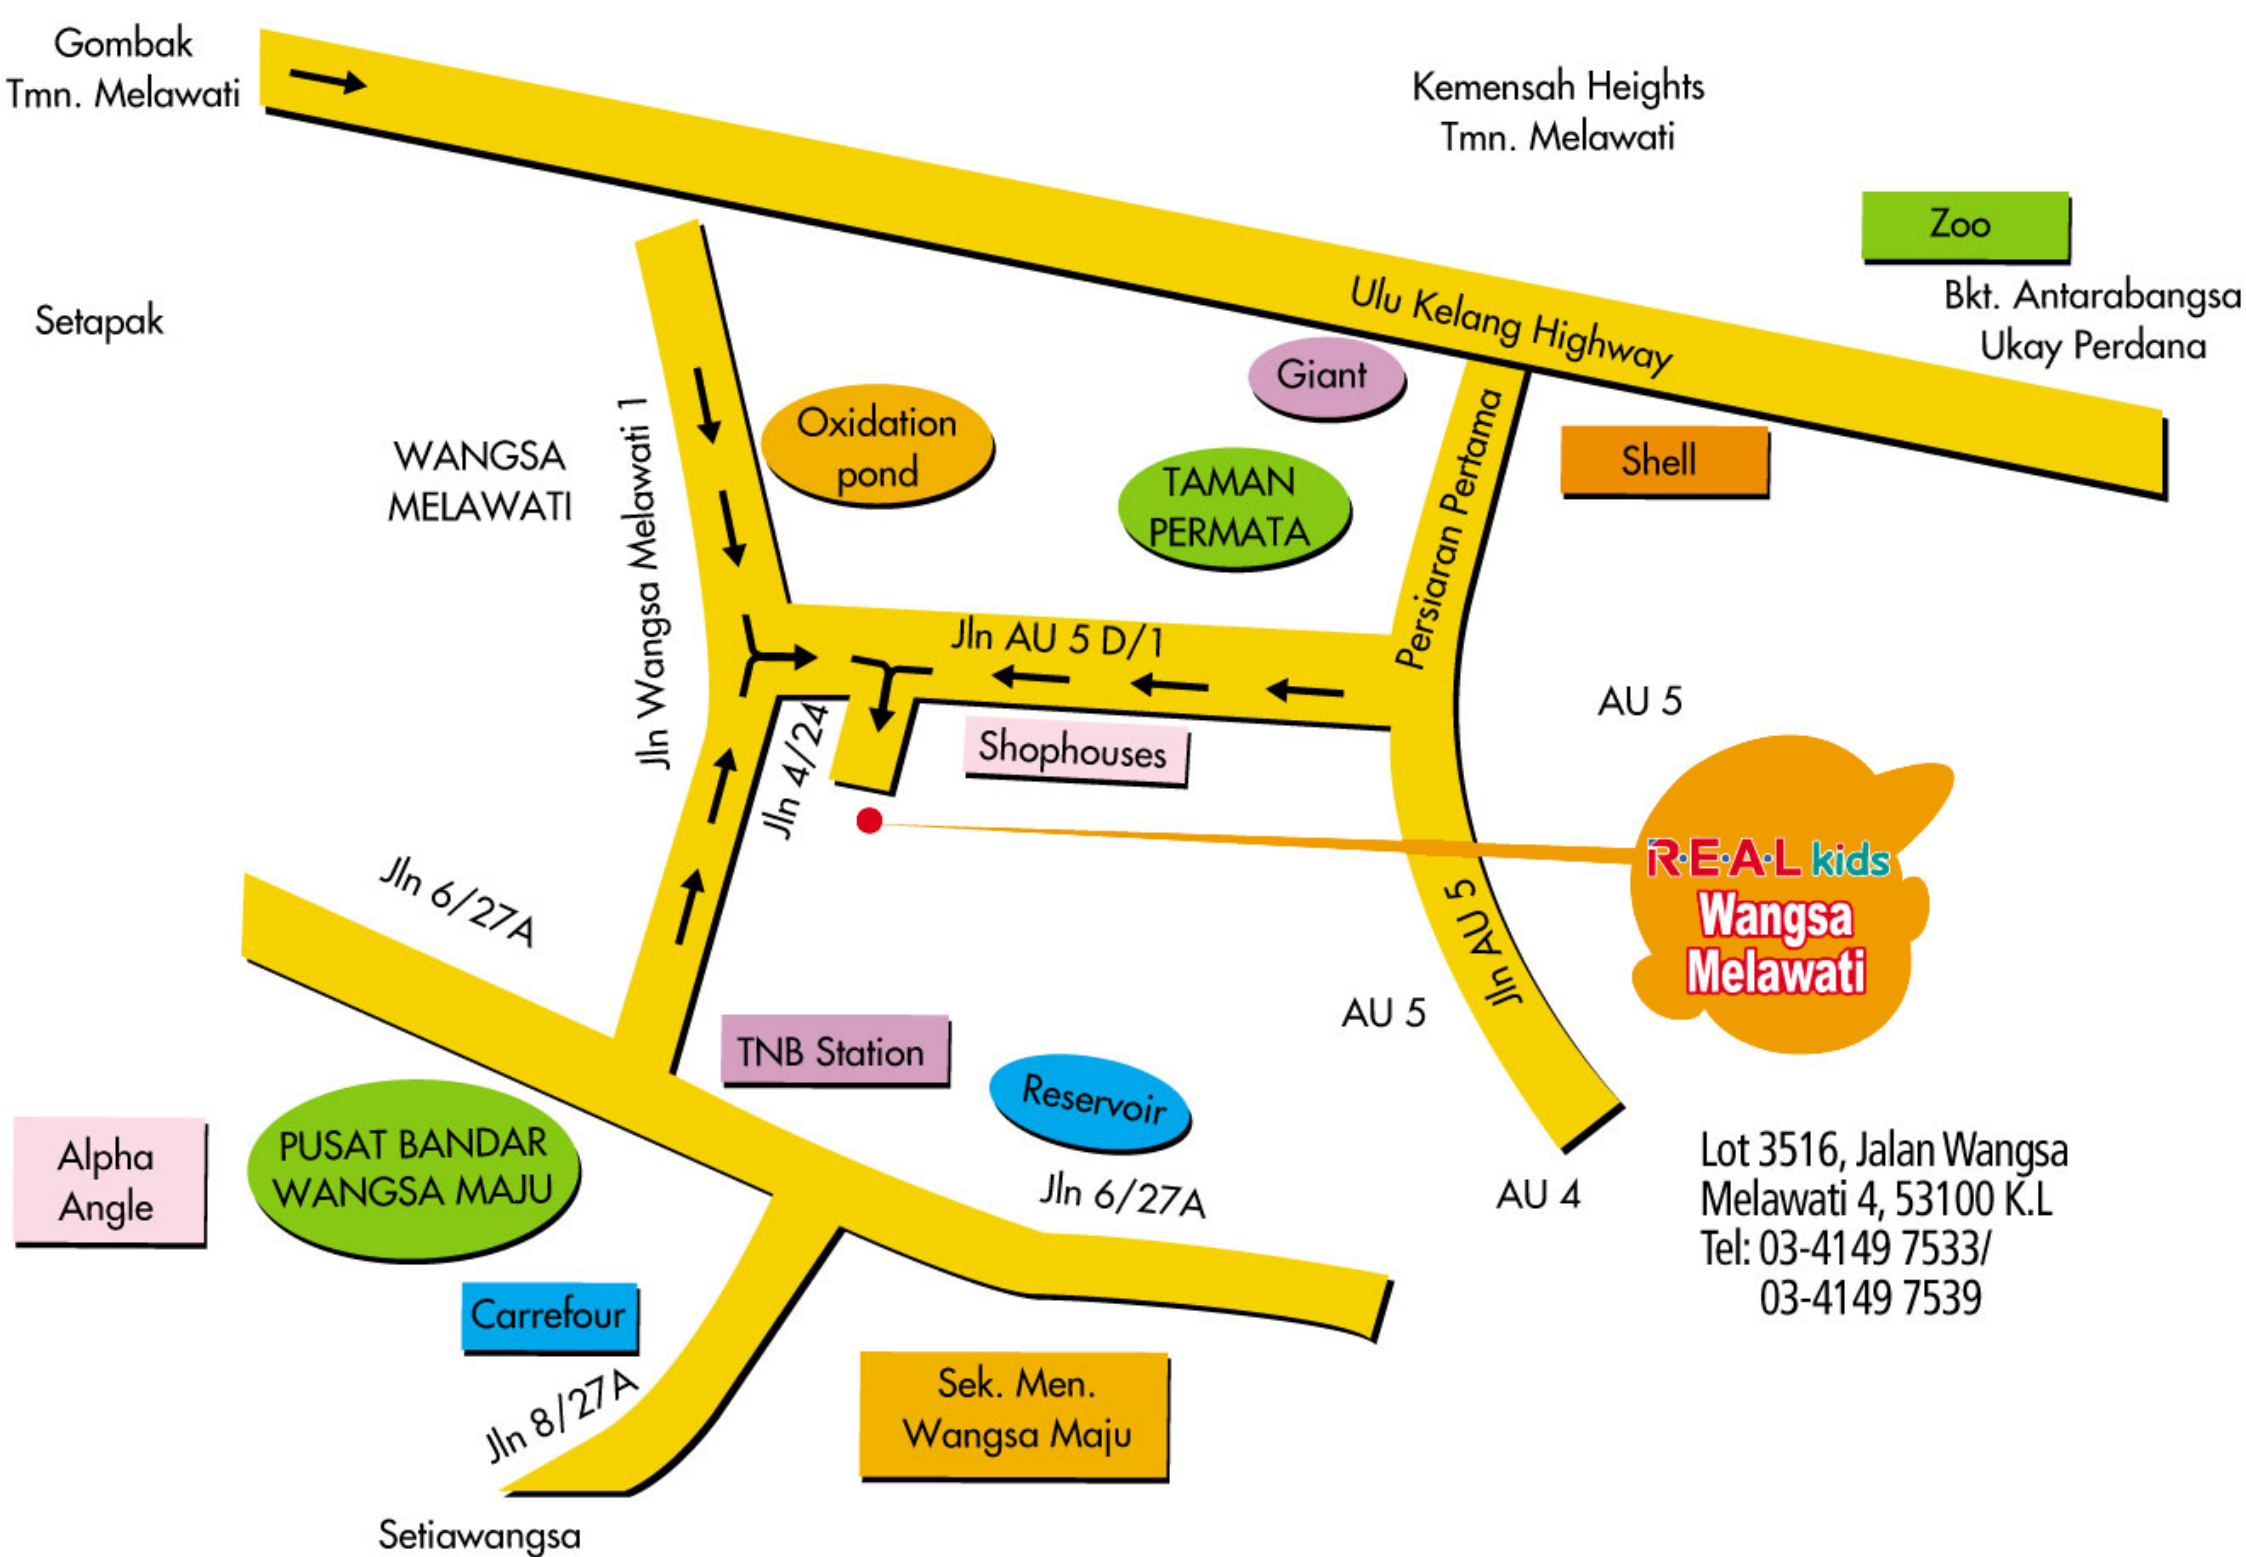 Gombak
Tmn. Melawati
Kemensah Heights
Tmn. Melawati
Zoo
Bkt. Antarabangsa
Ukay Perdana
Setapak
Ulu Kelang Highway
Giant
Oxidation
pond
WANGSA
MELAWATI
Jln Wangsa Melawati 1
TAMAN
PERMATA
Persiaran Pertama
Shell
Jln AU 5 D/1
AU 5
Shophouses
Jln 4/24
R·E·A·L kids
Wangsa
Melawati
Jln 6/27A
Jln AU 5
AU 5
TNB Station
Reservoir
Alpha
Angle
PUSAT BANDAR
WANGSA MAJU
Jln 6/27A
AU 4
Lot 3516, Jalan Wangsa
Melawati 4, 53100 K.L
Tel: 03-4149 7533/
03-4149 7539
Carrefour
Jln 8/27A
Sek. Men.
Wangsa Maju
Setiawangsa